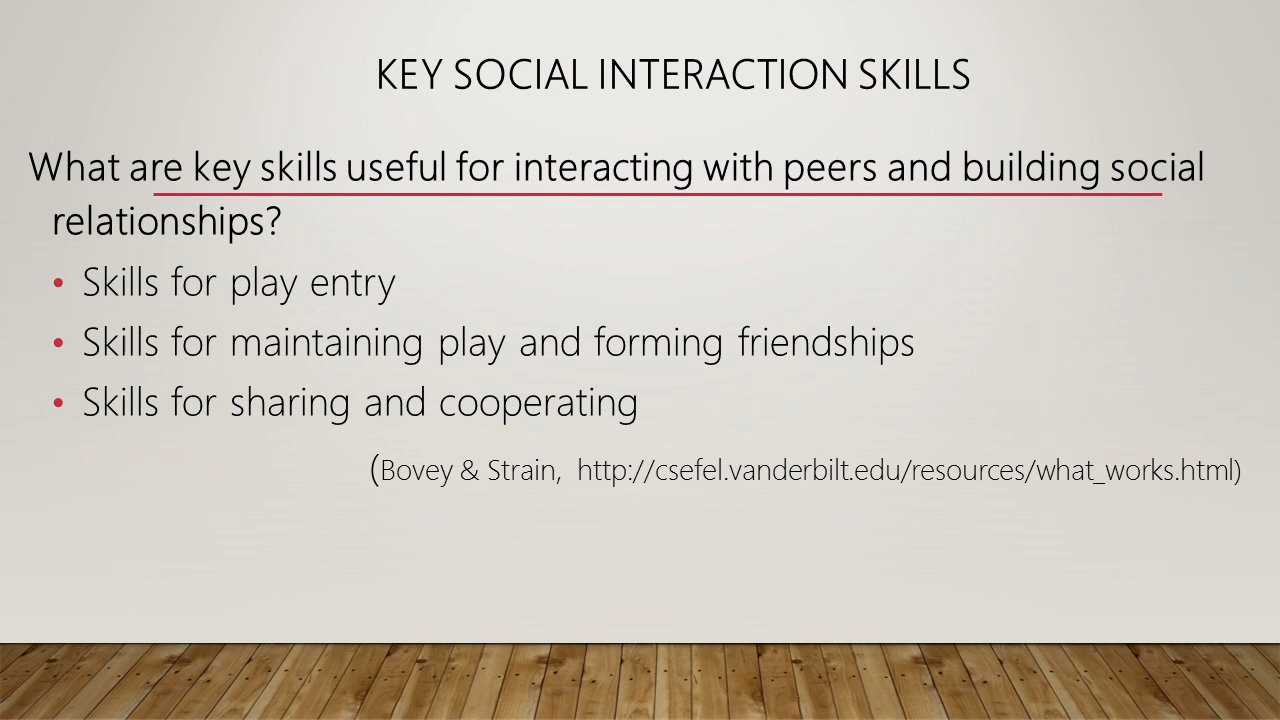 KEY SOCIAL INTERACTION SKILLS
What are key skills useful for interacting with peers and building social
relationships?
• Skills for play entry
• Skills for maintaining play and forming friendships
• Skills for sharing and cooperating
(Bovey & Strain, http://csefel.vanderbilt.edu/resources/what_works.html)